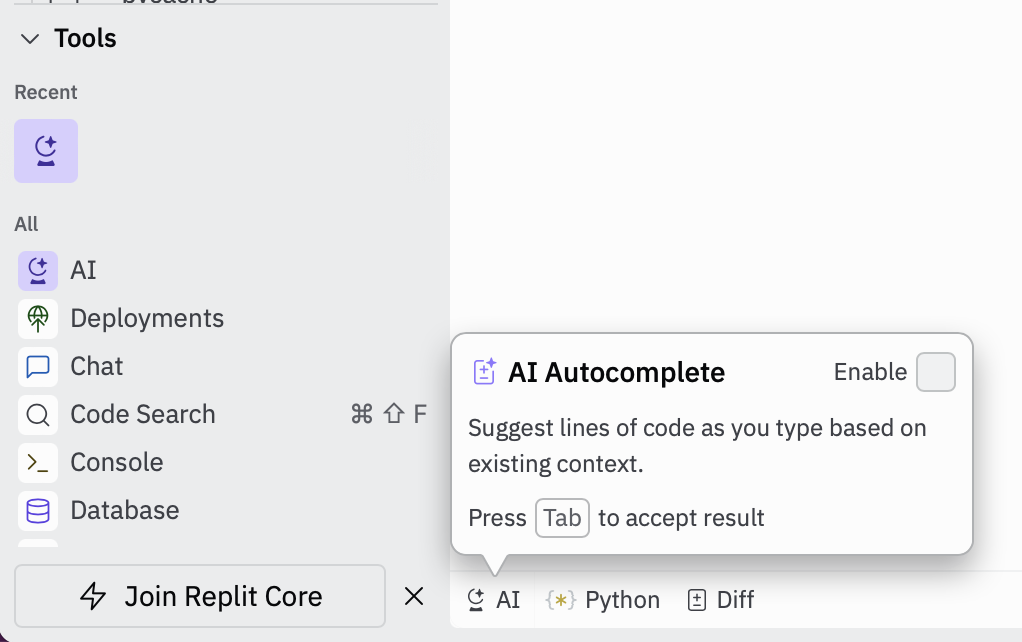 Tools
Recent
All
AI
Deployments
Chat
Code Search ⌘ ⇧ F
Console
Database
Join Replit Core
AI Autocomplete Enable
Suggest lines of code as you type based on
existing context.
Press Tab to accept result
AI {*} Python Diff